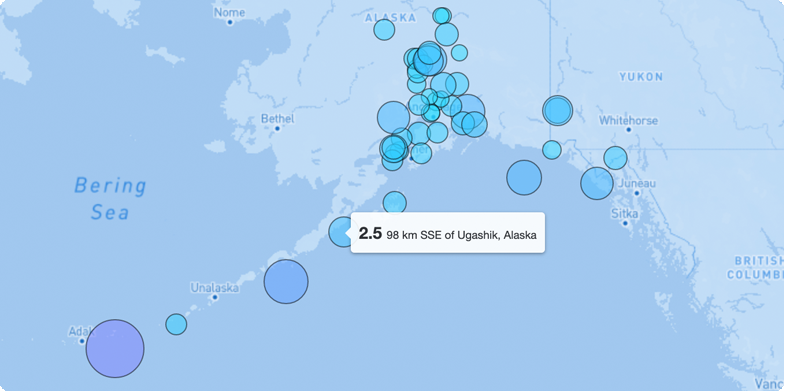 Nome
ALASKA
YUKON
Bethel
Whitehorse
Bering
Sea
Juneau
Sitka
2.5 98 km SSE of Ugashik, Alaska
BRITISH
COLUMB
Unalaska
Adak
Vanc